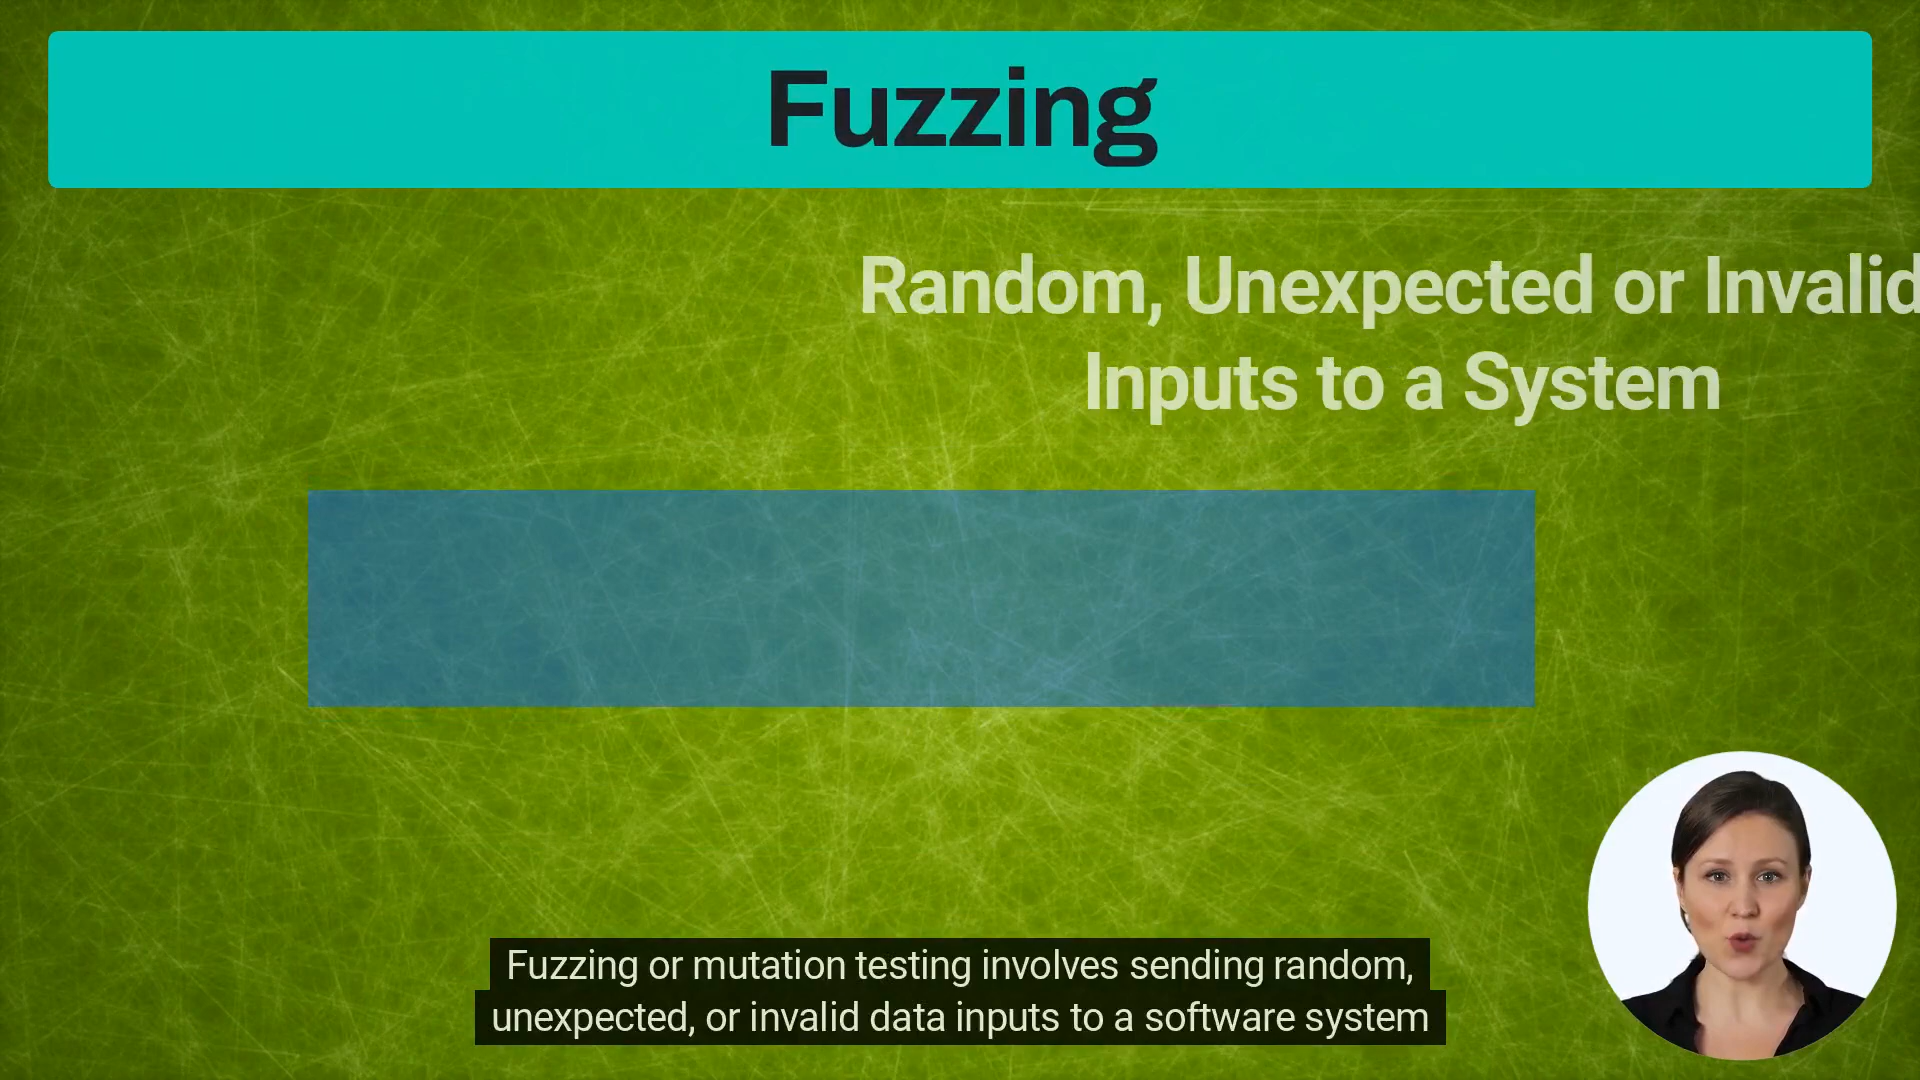 Fuzzing
Random, Unexpected or Invalid
Inputs to a System
Fuzzing or mutation testing involves sending random,
unexpected, or invalid data inputs to a software system